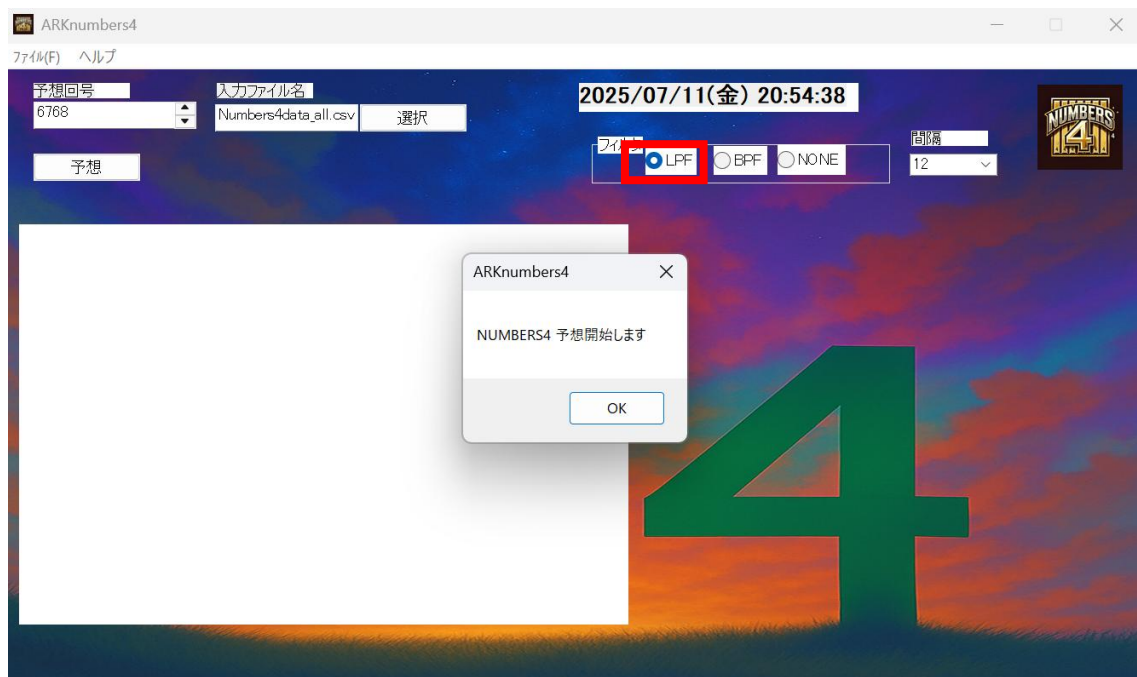 ARKnumbers4
ファイル(F) ヘルプ
予想回号
6768
入力ファイル名
Numbers4data_all.csv
選択
2025/07/11(金) 20:54:38
LPF
BPF
NONE
間隔
12
NUMBERS
4
予想
ARKnumbers4
NUMBERS4 予想開始します
OK
4